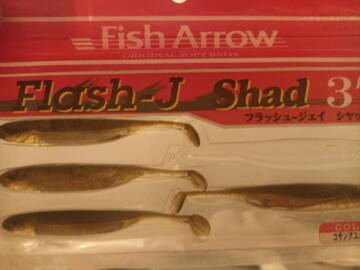 Fish Arrow
ORIGINAL SOFT BAITS
Flash-J Shad 3"
フラッシュ-ジェイ シャッ
COL